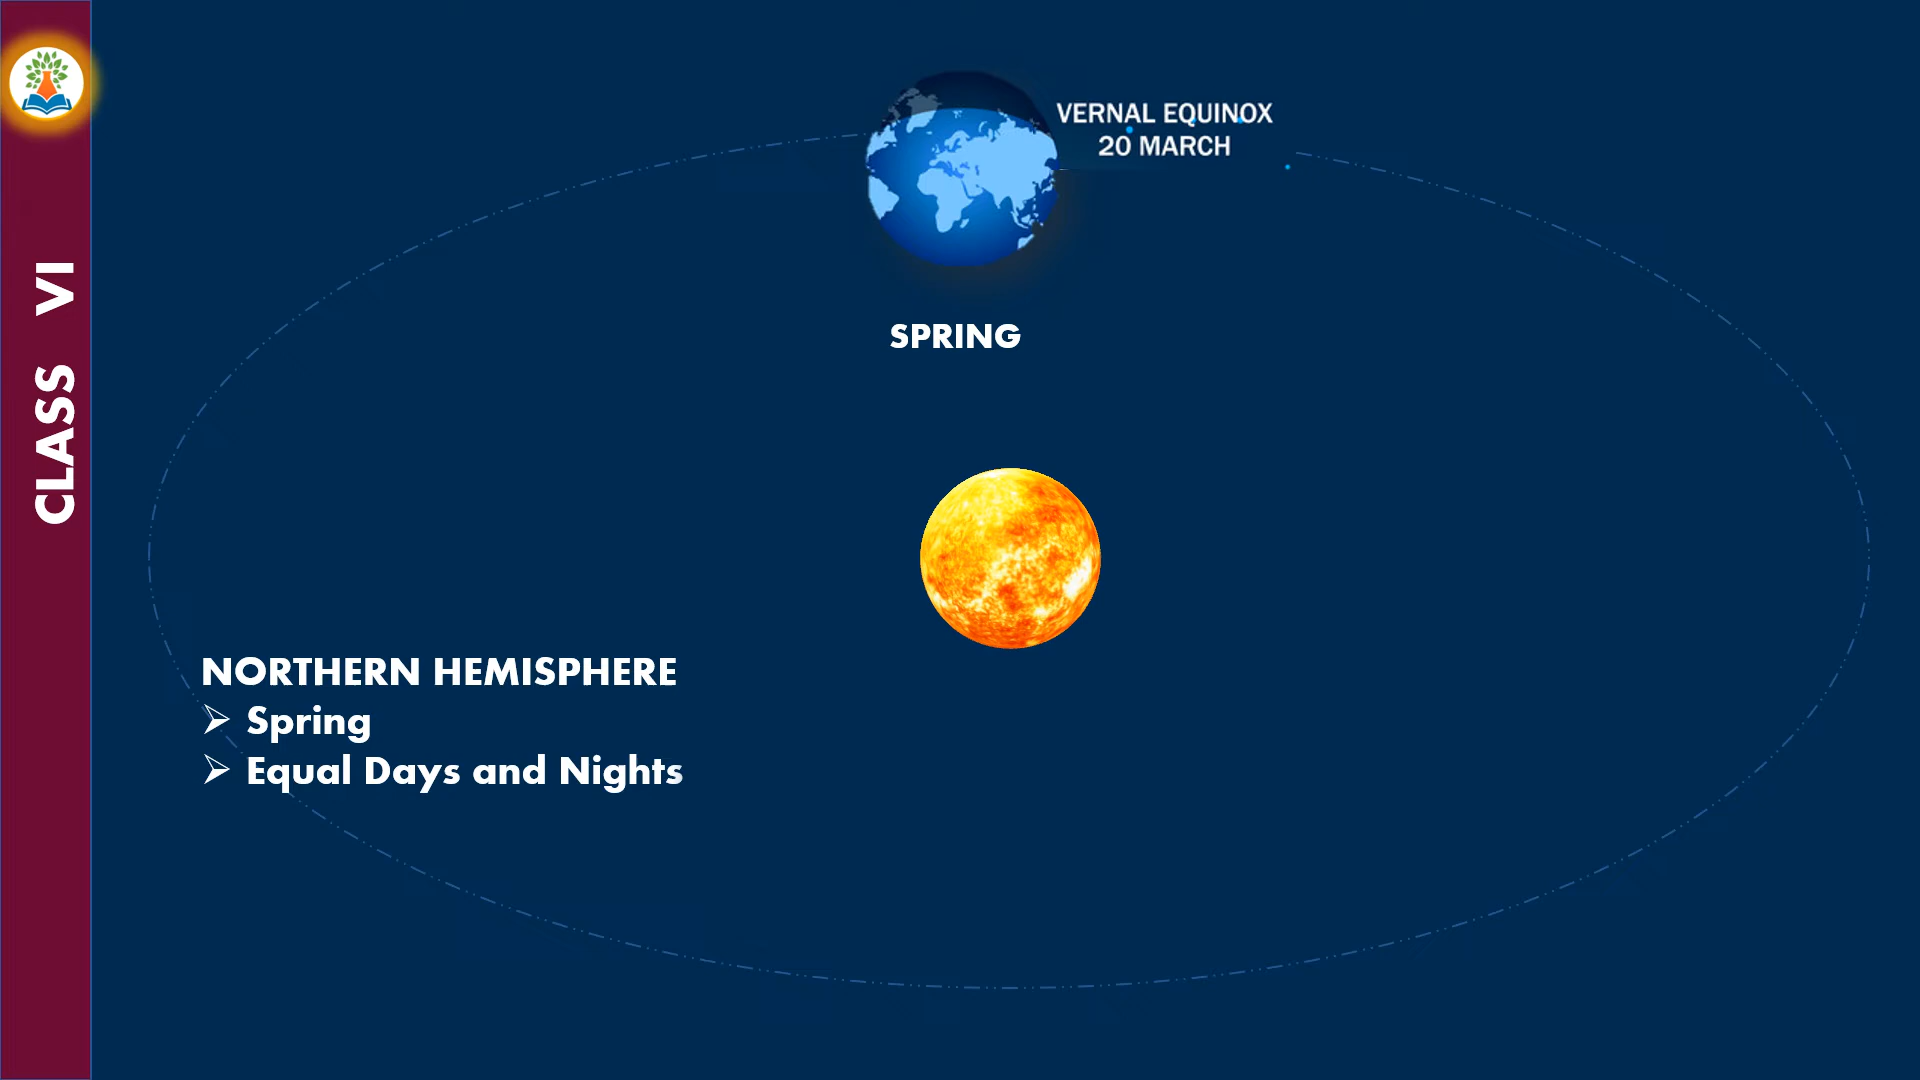 CLASS VI
VERNAL EQUINOX
20 MARCH
SPRING
NORTHERN HEMISPHERE
➢ Spring
➢ Equal Days and Nights